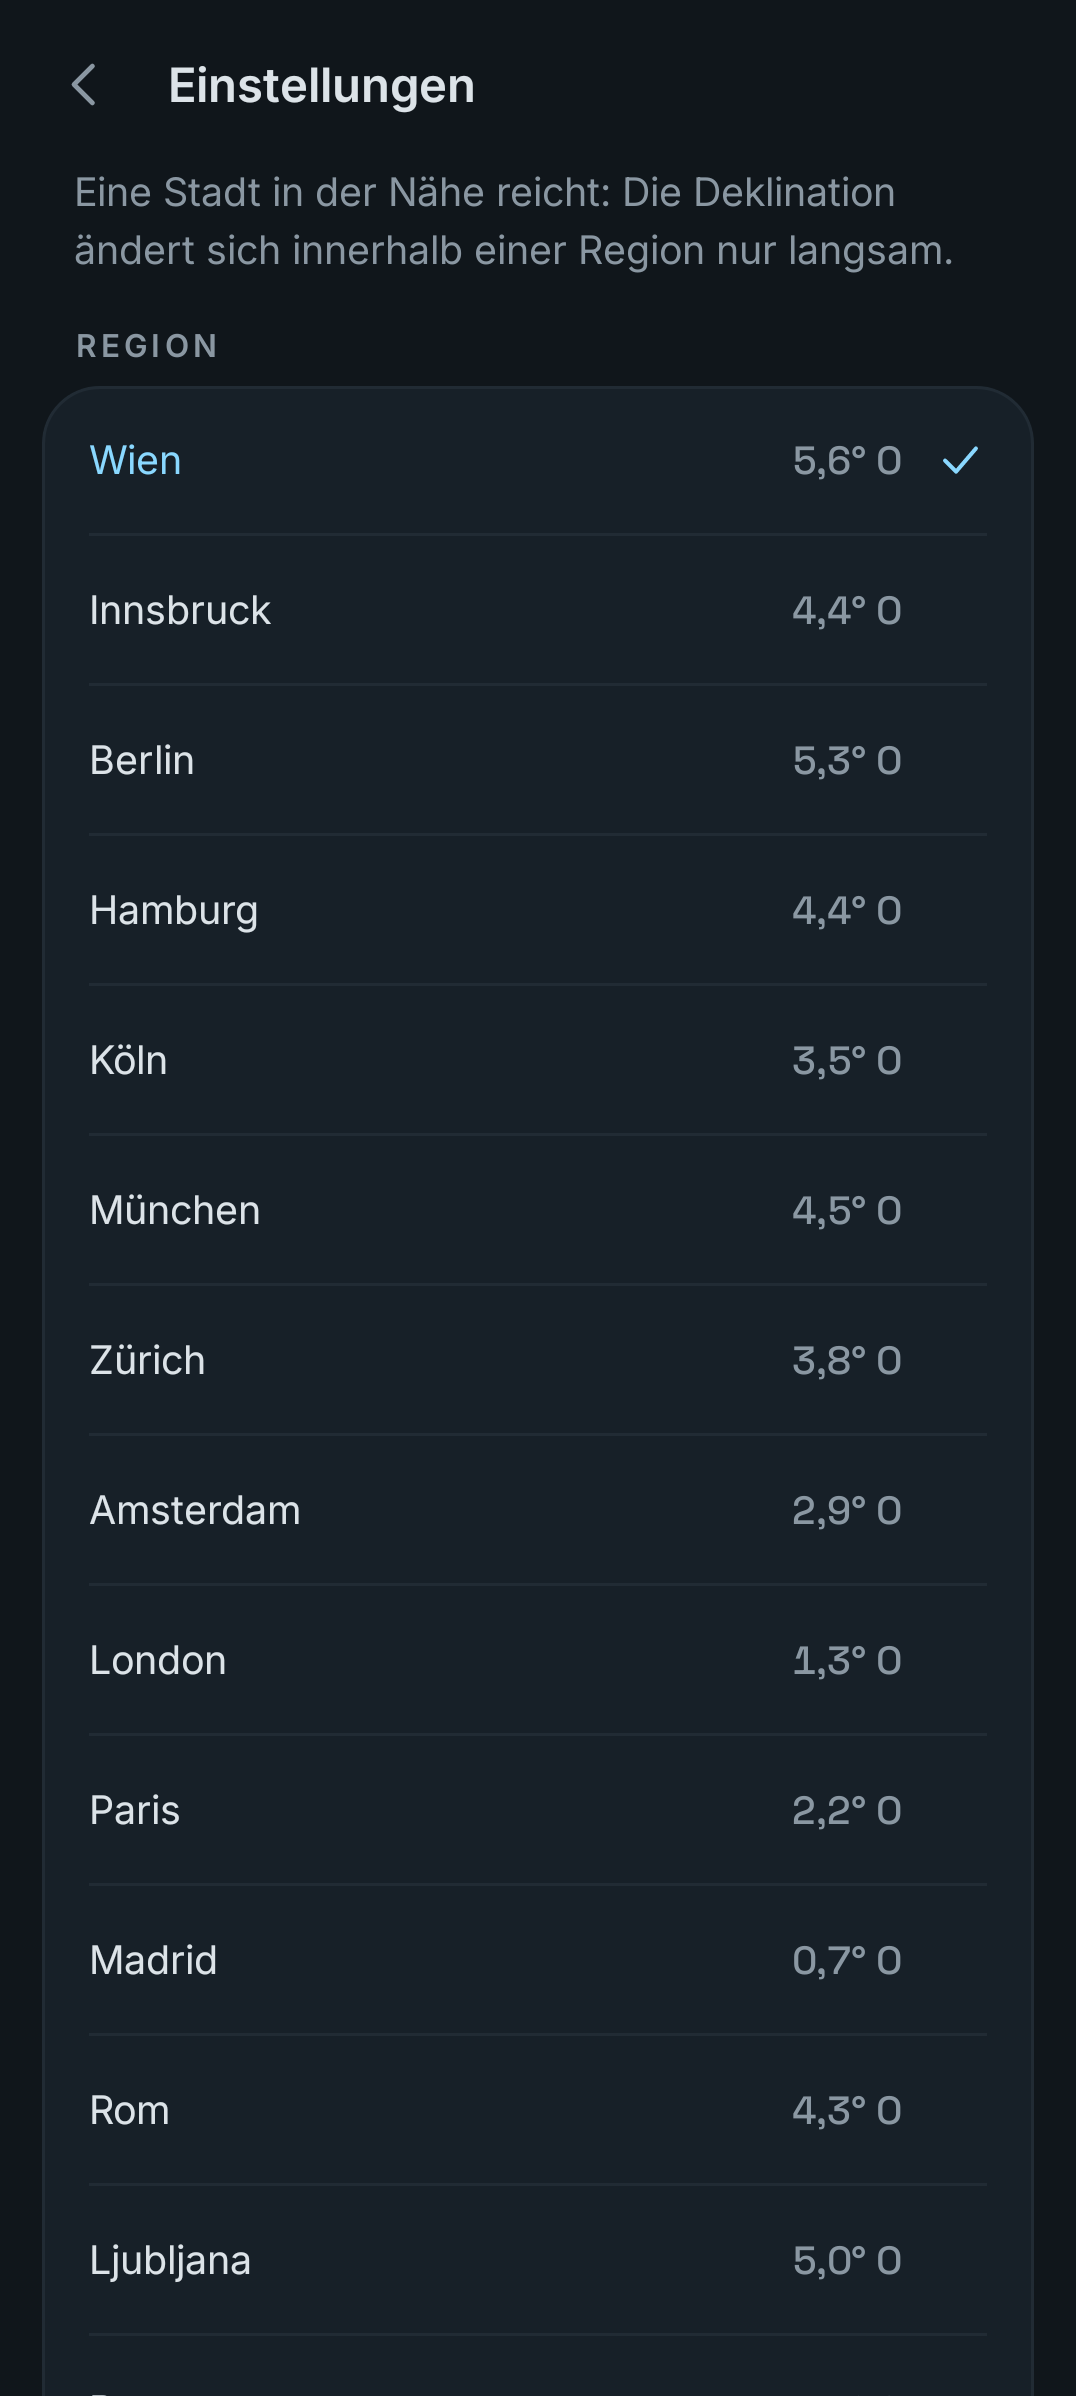 Einstellungen
Eine Stadt in der Nähe reicht: Die Deklination
ändert sich innerhalb einer Region nur langsam.
REGION
Wien 5,6° O
Innsbruck 4,4° O
Berlin 5,3° O
Hamburg 4,4° O
Köln 3,5° O
München 4,5° O
Zürich 3,8° O
Amsterdam 2,9° O
London 1,3° O
Paris 2,2° O
Madrid 0,7° O
Rom 4,3° O
Ljubljana 5,0° O